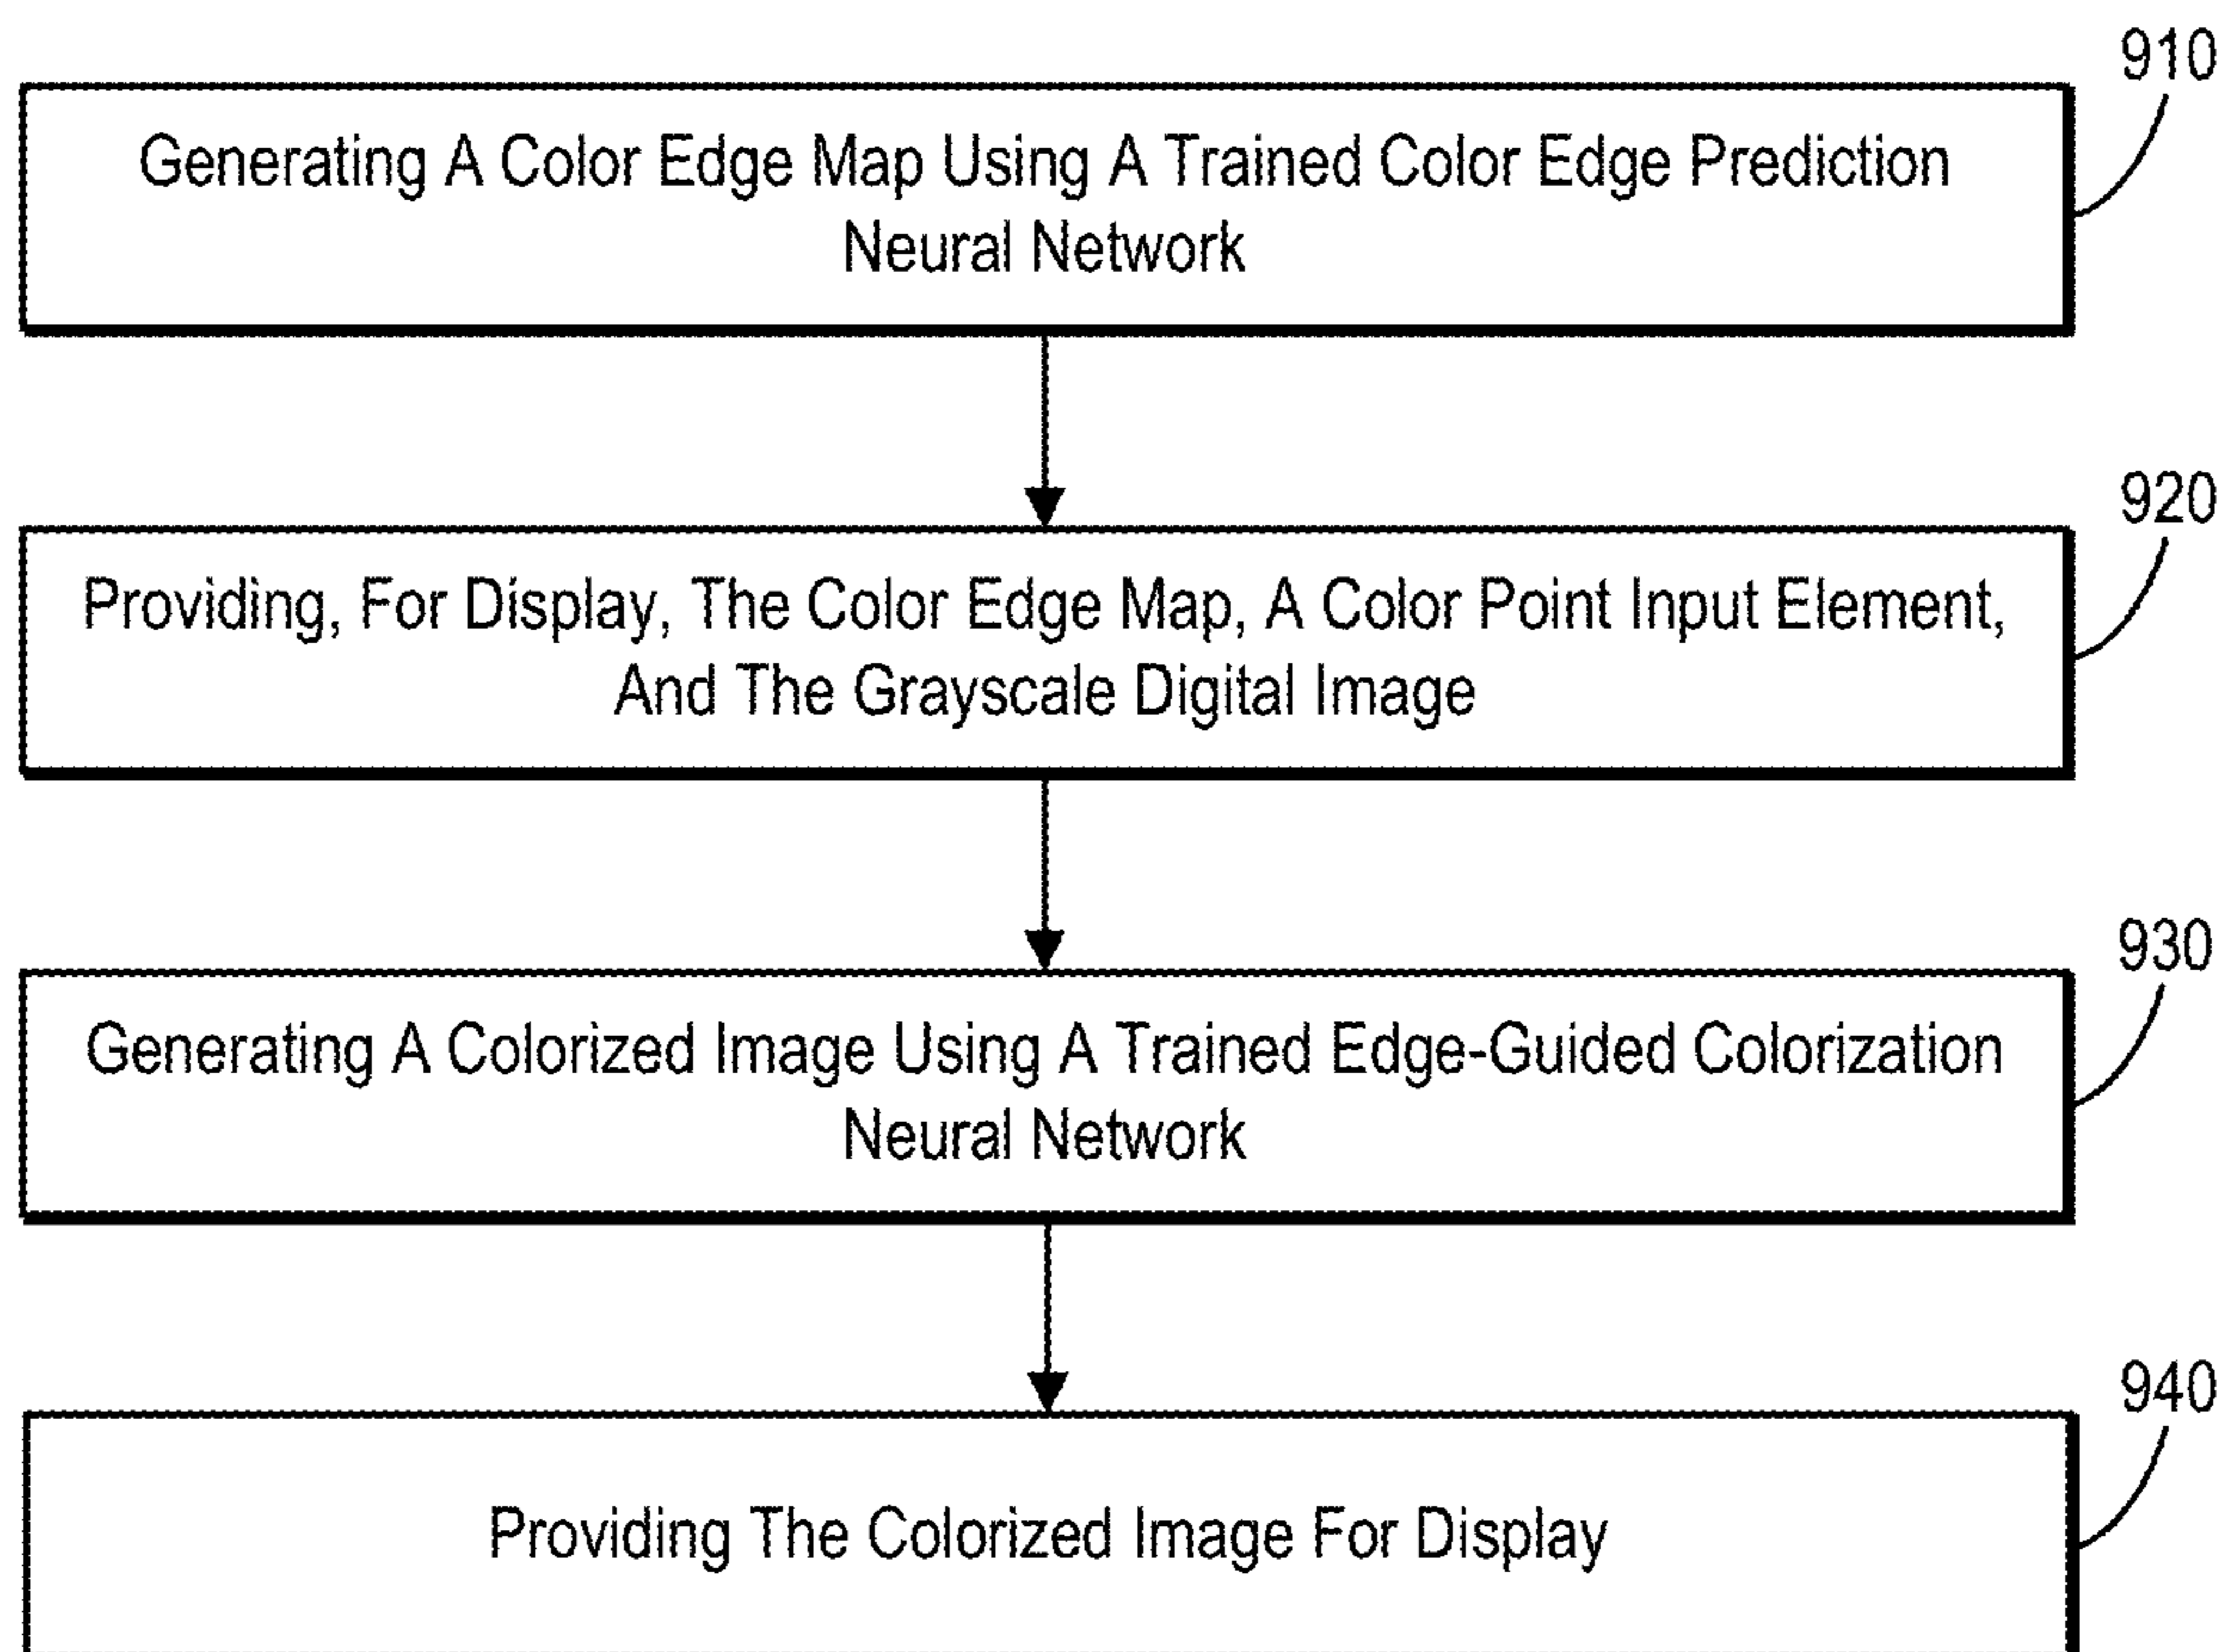 910
Generating A Color Edge Map Using A Trained Color Edge Prediction
Neural Network
920
Providing, For Display, The Color Edge Map, A Color Point Input Element,
And The Grayscale Digital Image
930
Generating A Colorized Image Using A Trained Edge-Guided Colorization
Neural Network
940
Providing The Colorized Image For Display